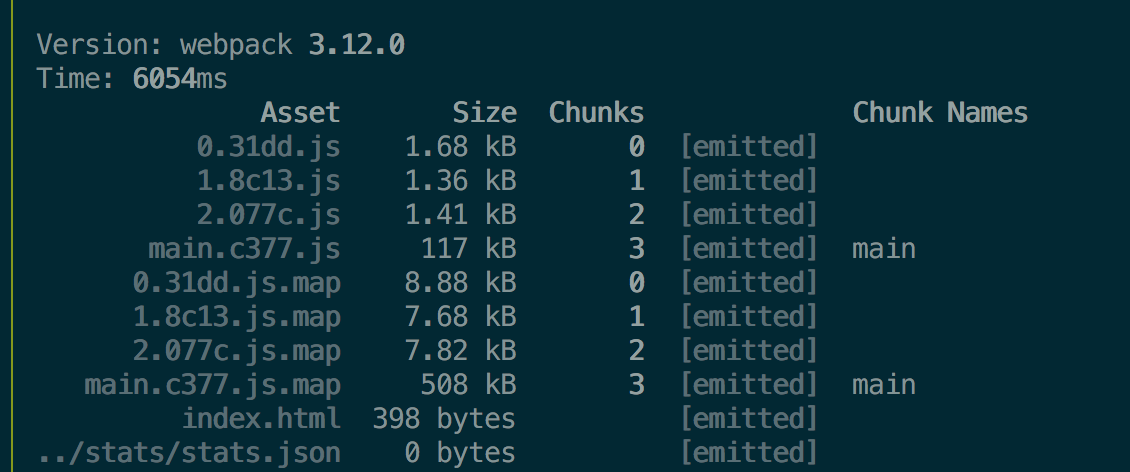 Version: webpack 3.12.0
Time: 6054ms
Asset Size Chunks Chunk Names
0.31dd.js 1.68 kB 0 [emitted]
1.8c13.js 1.36 kB 1 [emitted]
2.077c.js 1.41 kB 2 [emitted]
main.c377.js 117 kB 3 [emitted] main
0.31dd.js.map 8.88 kB 0 [emitted]
1.8c13.js.map 7.68 kB 1 [emitted]
2.077c.js.map 7.82 kB 2 [emitted]
main.c377.js.map 508 kB 3 [emitted] main
index.html 398 bytes [emitted]
../stats/stats.json 0 bytes [emitted]